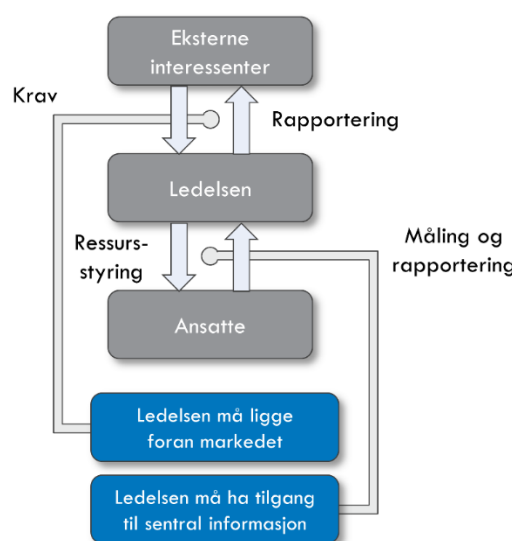 Eksterne
interessenter
Krav
Rapportering
Ledelsen
Ressurs-
styring
Måling og
rapportering
Ansatte
Ledelsen må ligge
foran markedet
Ledelsen må ha tilgang
til sentral informasjon